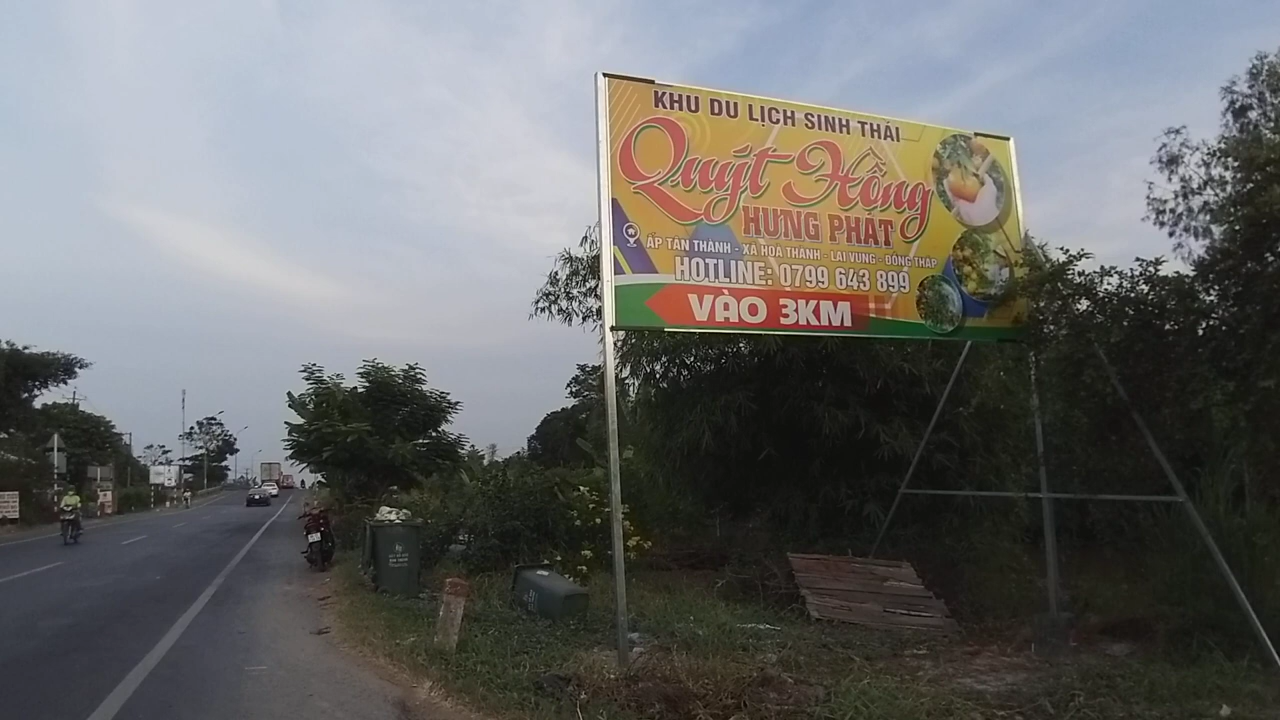 KHU DU LỊCH SINH THÁI
Quýt Hồng
HƯNG PHÁT
ẤP TÂN THÀNH - XÃ HOÀ THÀNH - LAI VUNG - ĐỒNG THÁP
HOTLINE: 0799 643 899
VÀO 3KM